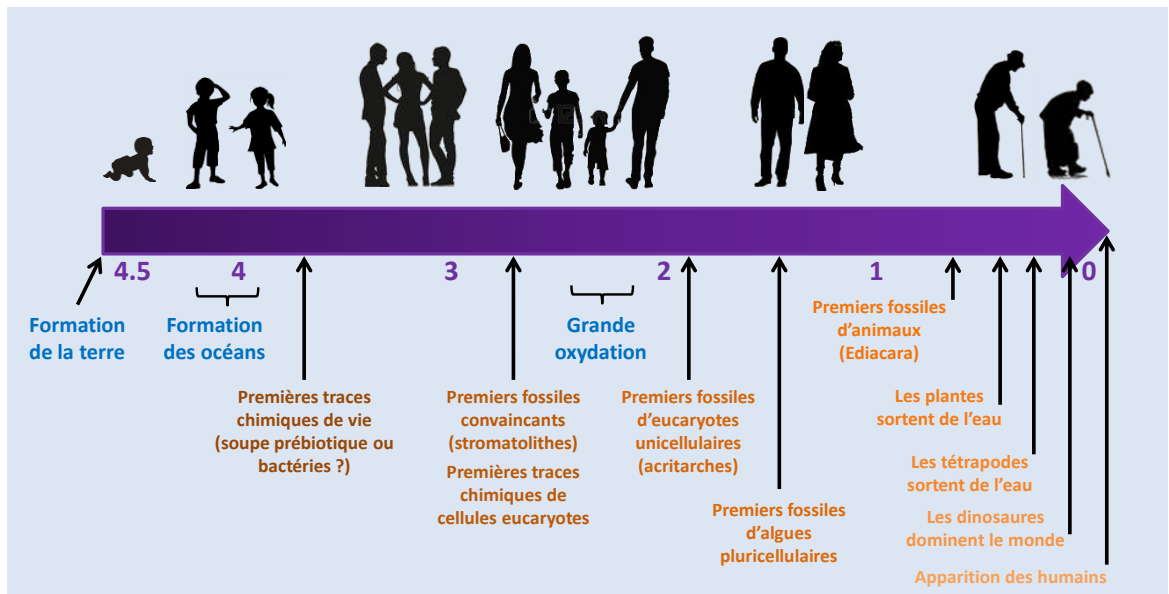 4.5
4
3
2
1
0
Formation
de la terre
Formation
des océans
Grande
oxydation
Premiers fossiles
d’animaux
(Ediacara)
Premières traces
chimiques de vie
(soupe prébiotique ou
bactéries ?)
Premiers fossiles
convaincants
(stromatolithes)
Premières traces
chimiques de
cellules eucaryotes
Premiers fossiles
d’eucaryotes
unicellulaires
(acritarches)
Premiers fossiles
d’algues
pluricellulaires
Les plantes
sortent de l’eau
Les tétrapodes
sortent de l’eau
Les dinosaures
dominent le monde
Apparition des humains